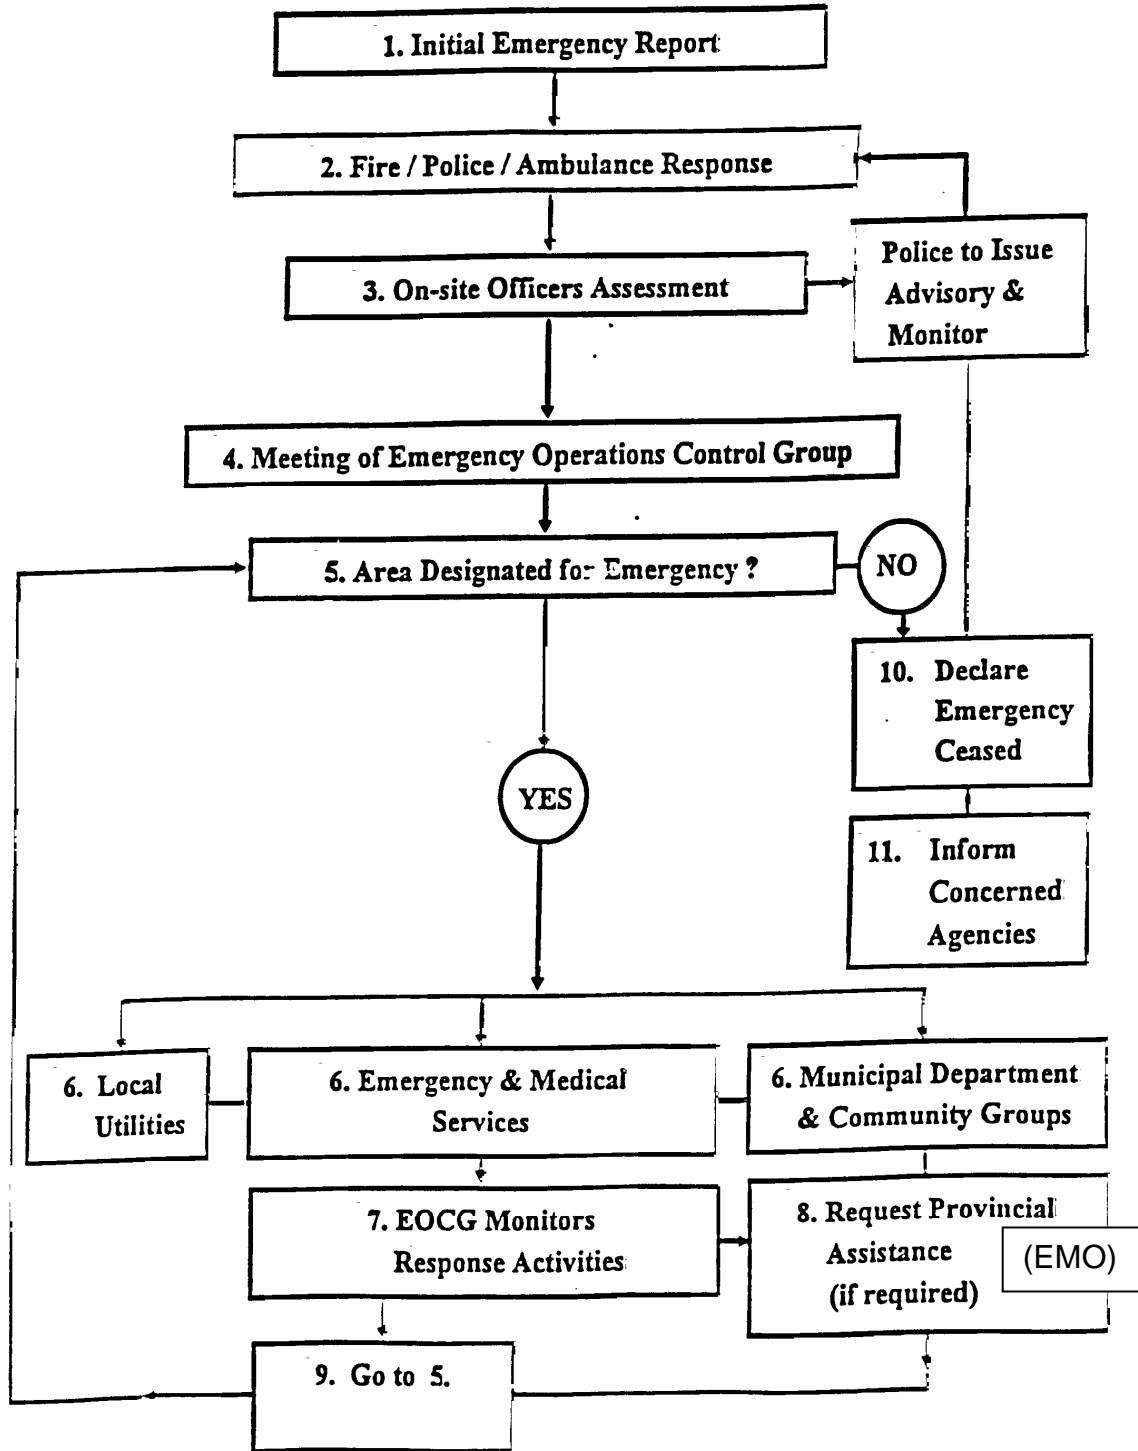 1. Initial Emergency Report
2. Fire / Police / Ambulance Response
Police to Issue
Advisory &
Monitor
3. On-site Officers Assessment
4. Meeting of Emergency Operations Control Group
5. Area Designated for Emergency ?
NO
10. Declare
Emergency
Ceased
YES
11. Inform
Concerned
Agencies
6. Local
Utilities
6. Emergency & Medical
Services
6. Municipal Department
& Community Groups
7. EOCG Monitors
Response Activities
8. Request Provincial
Assistance
(if required)
(EMO)
9. Go to 5.